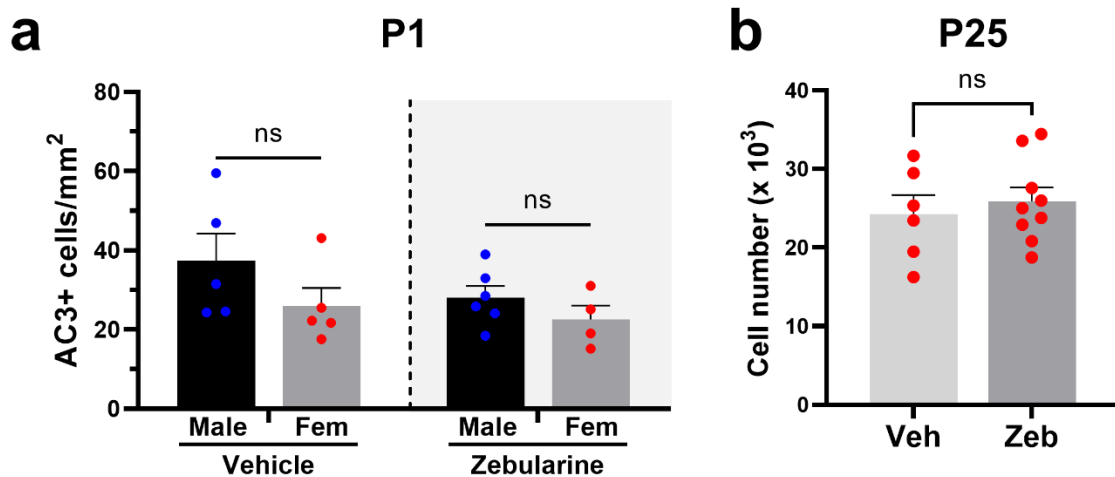 a
P1
AC3+ cells/mm²
80
60
40
20
0
ns
ns
Male Fem Male Fem
Vehicle Zebularine
b
P25
Cell number (x 10³)
40
30
20
10
0
ns
Veh Zeb